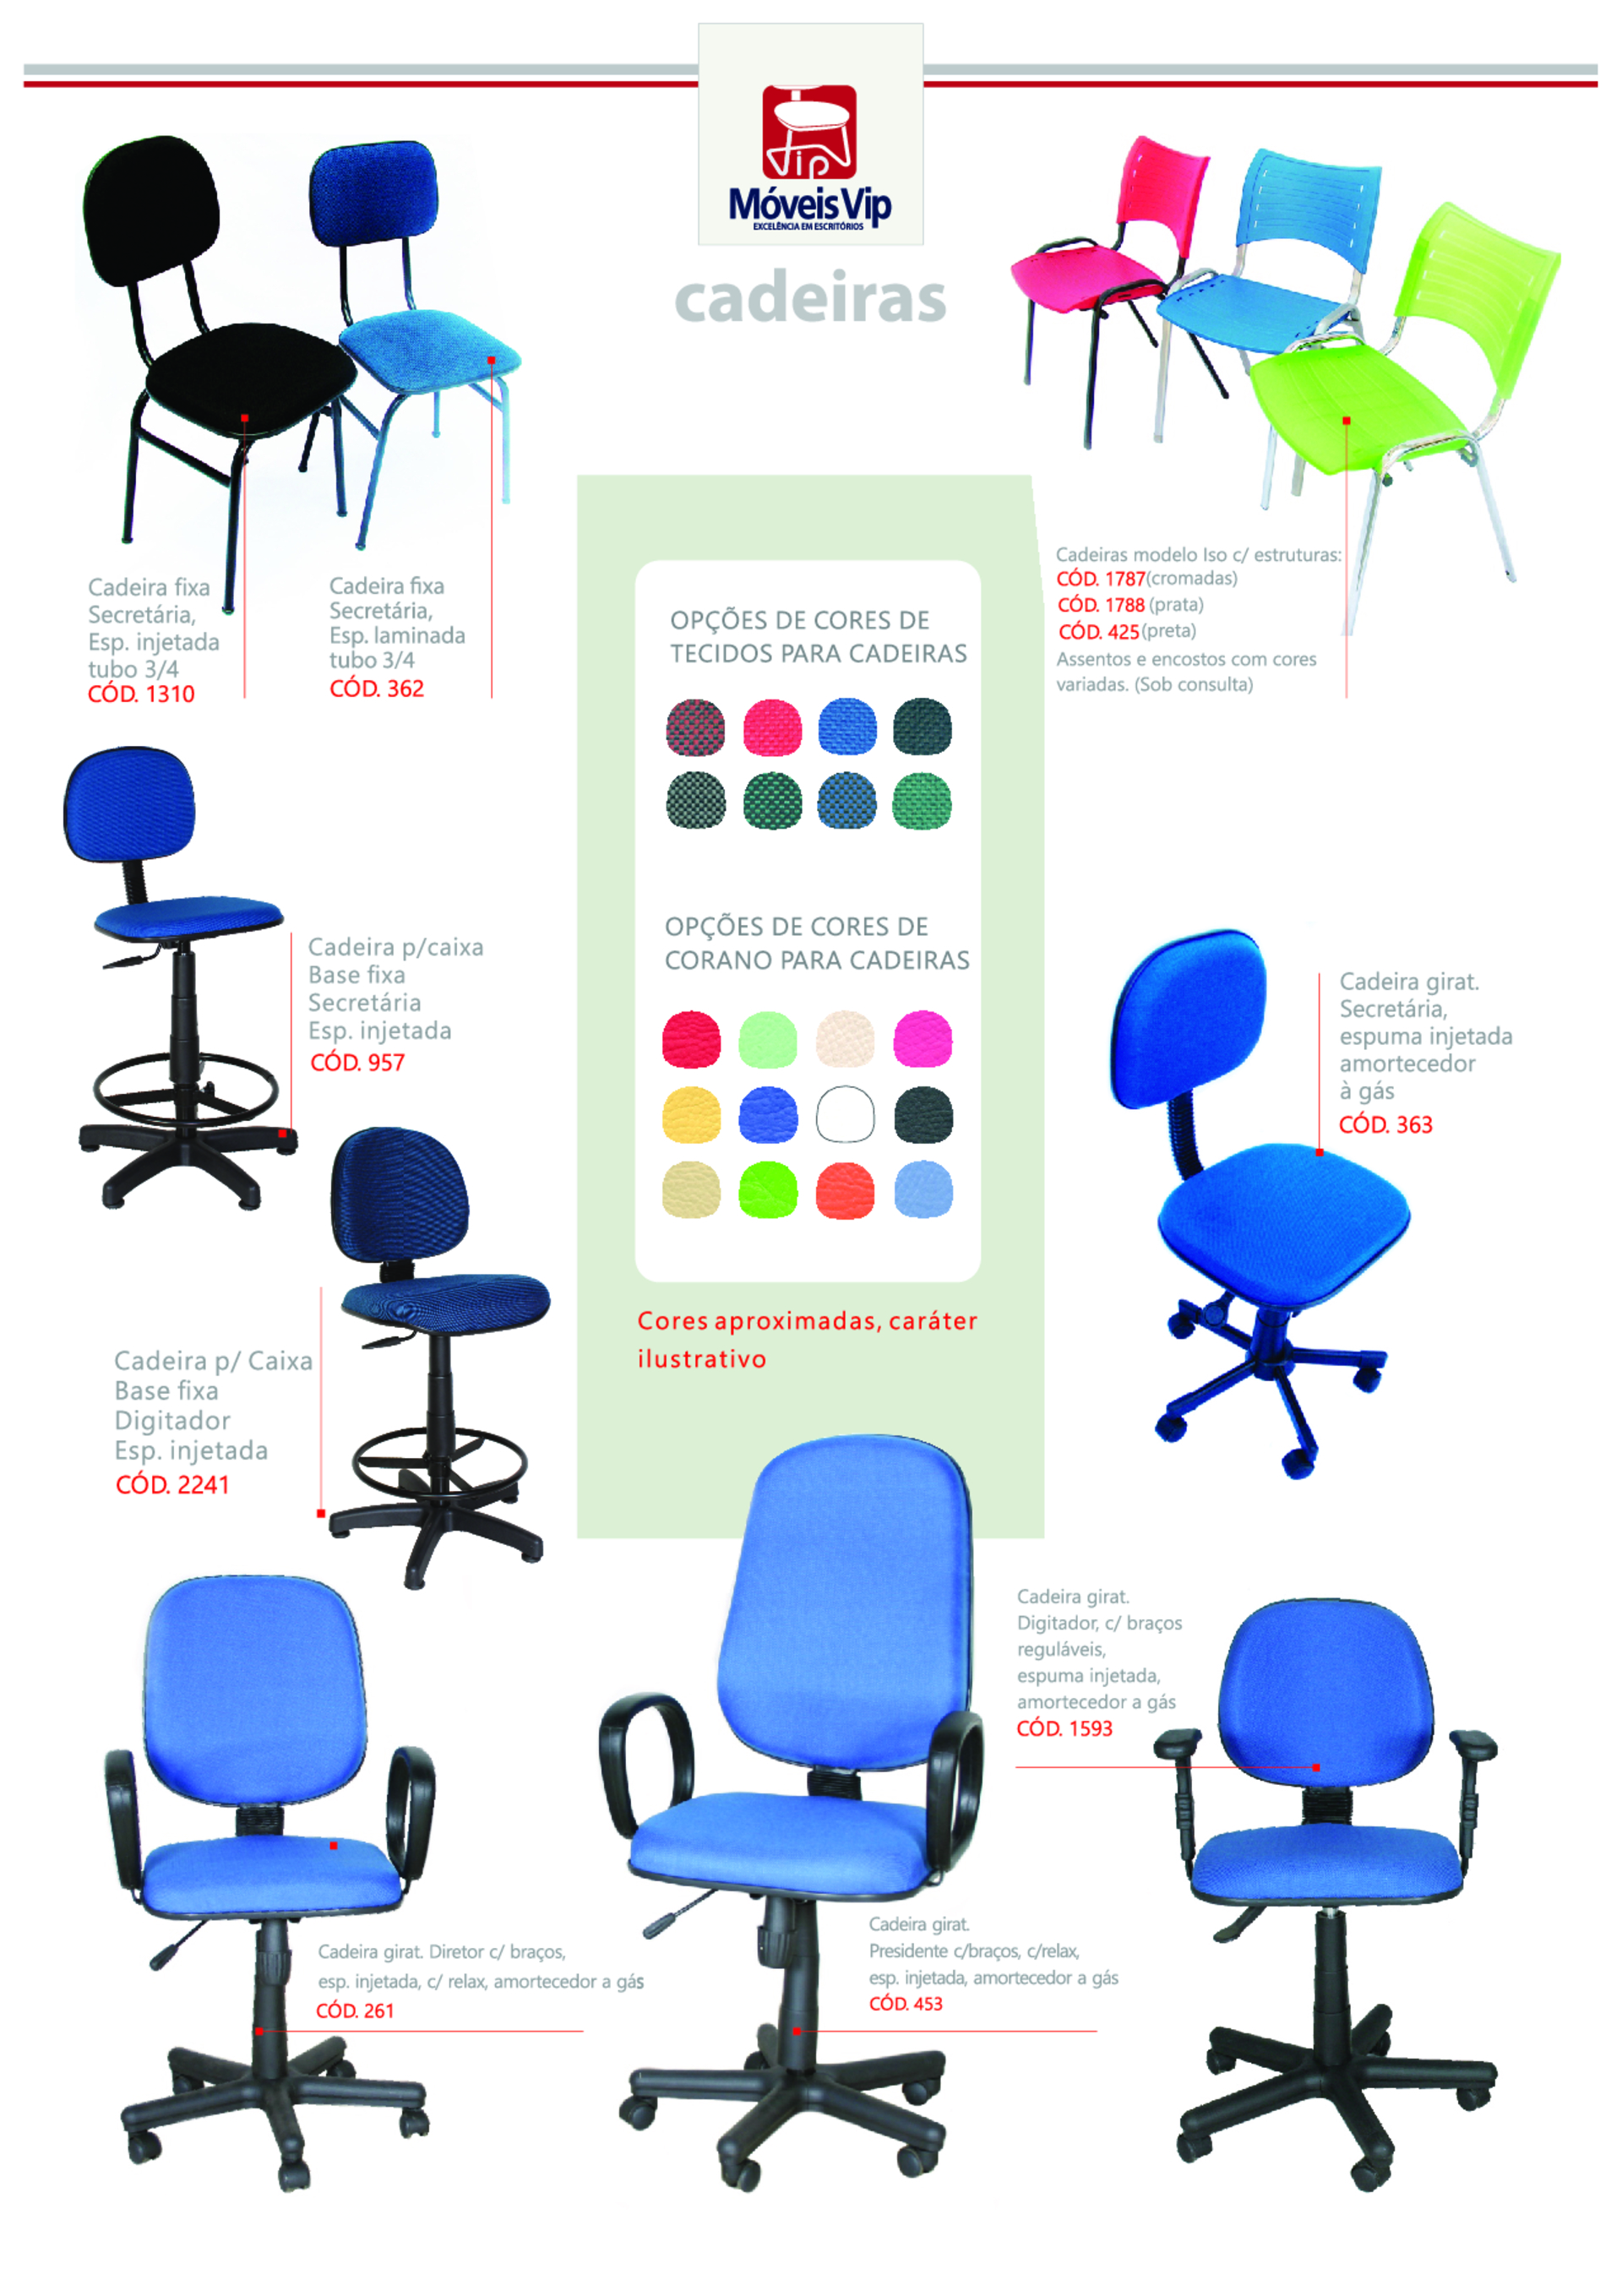 Vip
Móveis Vip
EXCELÊNCIA EM ESCRITÓRIOS
cadeiras
Cadeira fixa
Secretária,
Esp. injetada
tubo 3/4
CÓD. 1310
Cadeira fixa
Secretária,
Esp. laminada
tubo 3/4
CÓD. 362
Cadeiras modelo Iso c/ estruturas:
CÓD. 1787(cromadas)
CÓD. 1788 (prata)
CÓD. 425(preta)
Assentos e encostos com cores
variadas. (Sob consulta)
OPÇÕES DE CORES DE
TECIDOS PARA CADEIRAS
OPÇÕES DE CORES DE
CORANO PARA CADEIRAS
Cores aproximadas, caráter
ilustrativo
Cadeira p/caixa
Base fixa
Secretária
Esp. injetada
CÓD. 957
Cadeira girat.
Secretária,
espuma injetada
amortecedor
à gás
CÓD. 363
Cadeira p/ Caixa
Base fixa
Digitador
Esp. injetada
CÓD. 2241
Cadeira girat.
Digitador, c/ braços
reguláveis,
espuma injetada,
amortecedor a gás
CÓD. 1593
Cadeira girat. Diretor c/ braços,
esp. injetada, c/ relax, amortecedor a gás
CÓD. 261
Cadeira girat.
Presidente c/braços, c/relax,
esp. injetada, amortecedor a gás
CÓD. 453